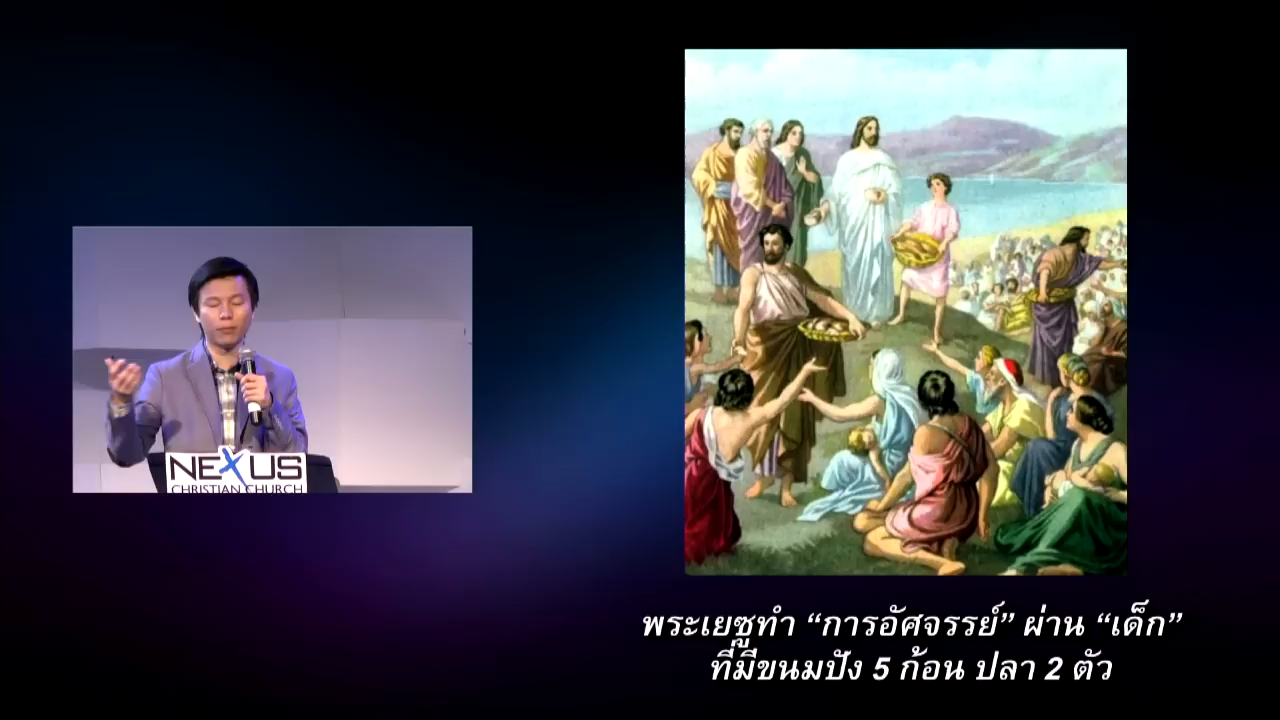 NEXUS
CHRISTIAN CHURCH
พระเยซูทำ “การอัศจรรย์” ผ่าน “เด็ก”
ที่มีขนมปัง 5 ก้อน ปลา 2 ตัว